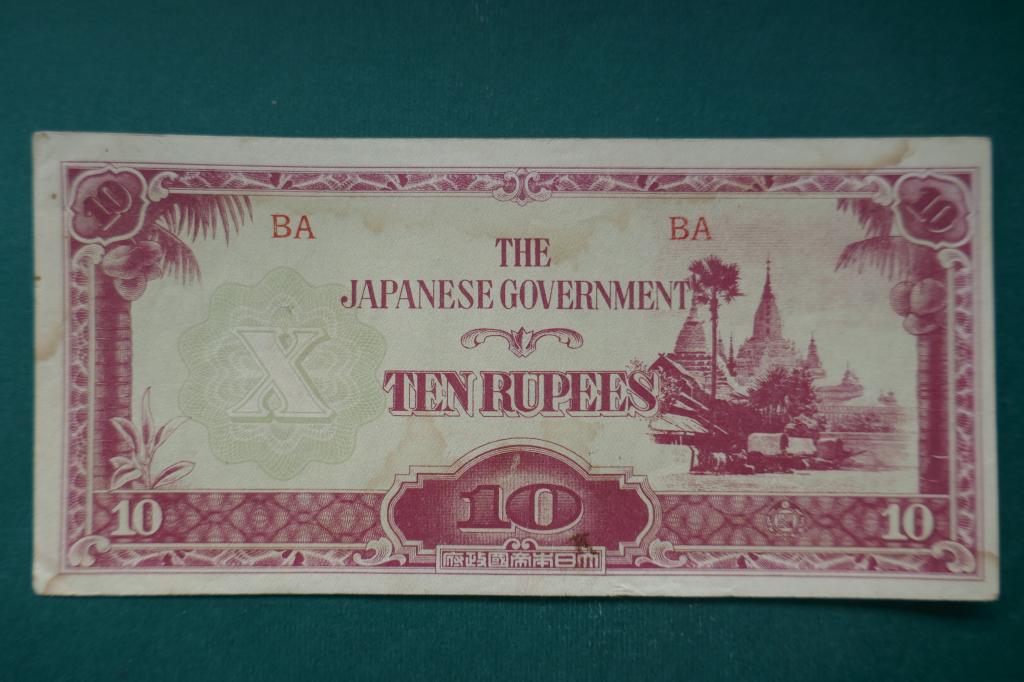 10 10
BA BA
THE
JAPANESE GOVERNMENT
X
TEN RUPEES
10 10 10
大日本帝國政府